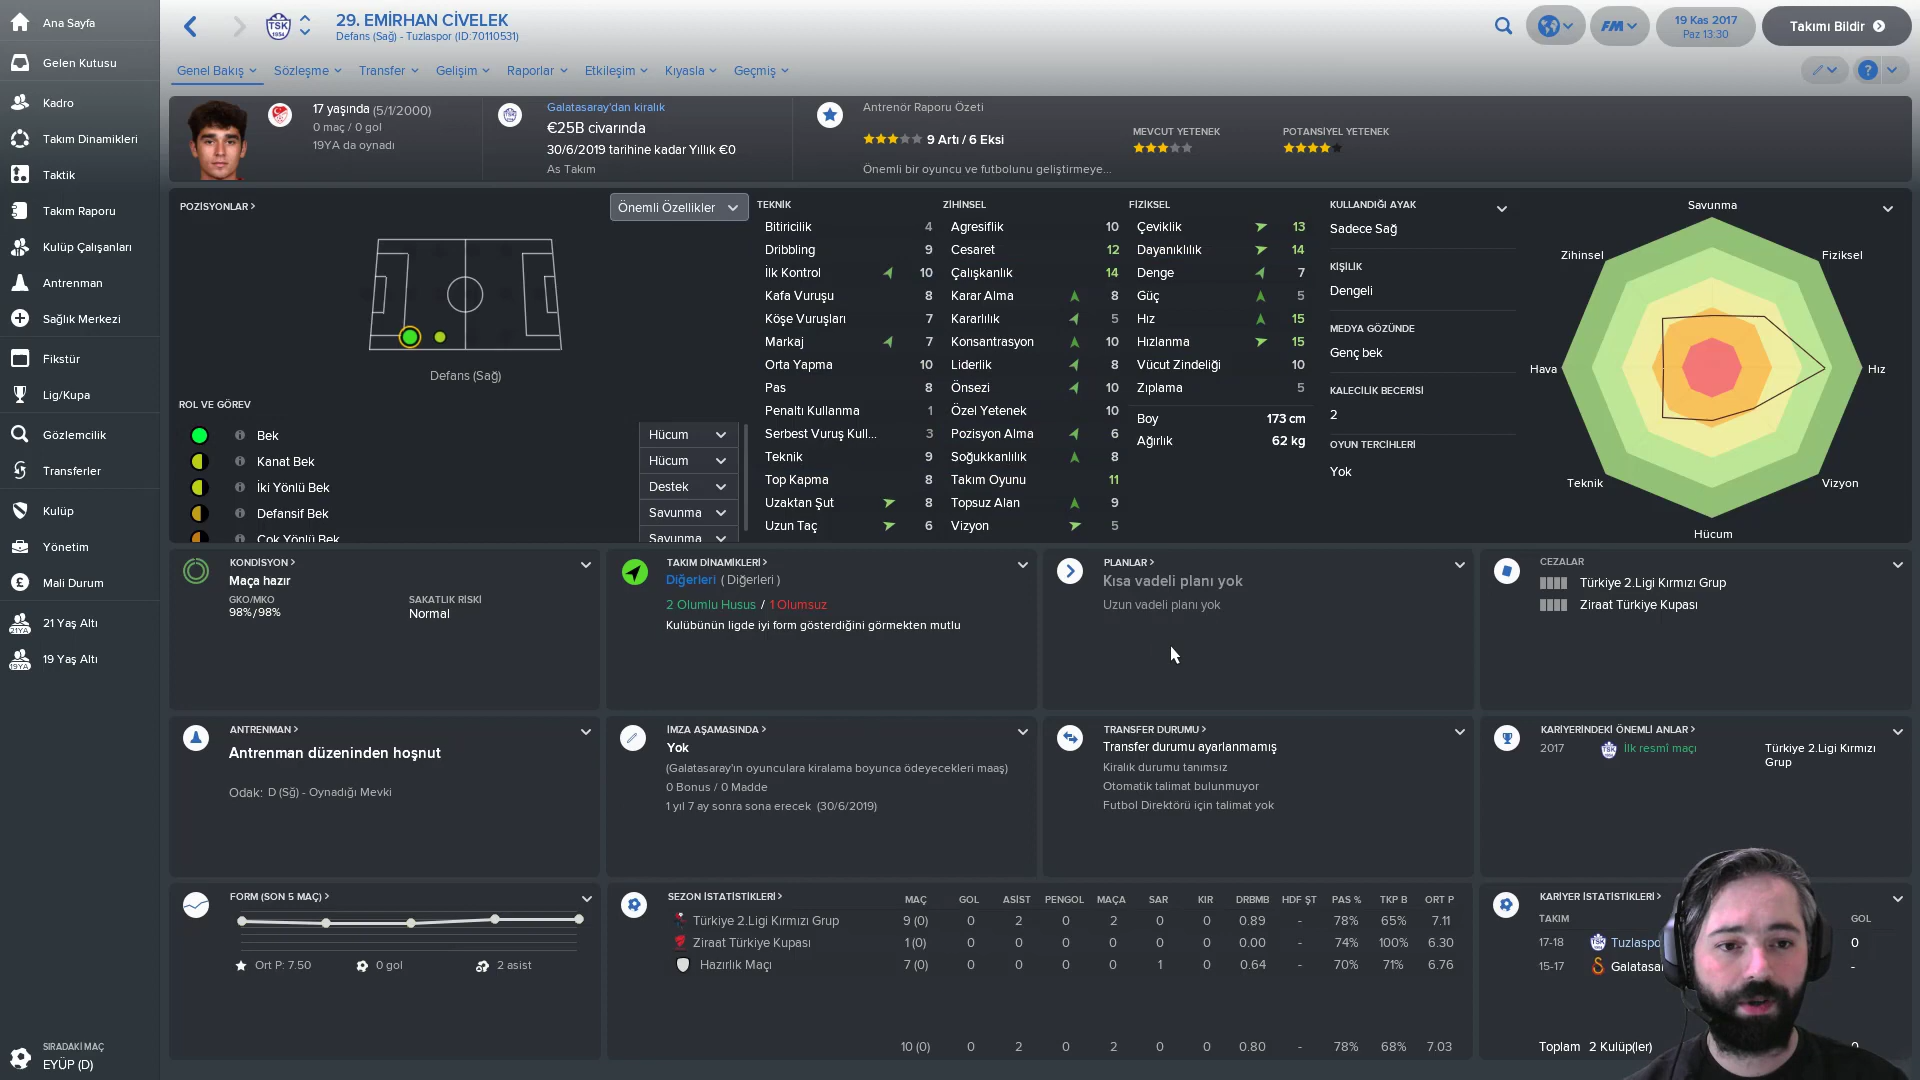 Ana Sayfa
Gelen Kutusu
Kadro
Takım Dinamikleri
Taktik
Takım Raporu
Kulüp Çalışanları
Antrenman
Sağlık Merkezi
Fikstür
Lig/Kupa
Gözlemcilik
Transferler
Kulüp
Yönetim
Mali Durum
21YA 21 Yaş Altı
19YA 19 Yaş Altı
SIRADAKİ MAÇ
EYÜP (D)
TSK
29. EMİRHAN CİVELEK
Defans (Sağ) - Tuzlaspor (ID:70110531)
FM
19 Kas 2017
Paz 13:30
Takımı Bildir
Genel Bakış Sözleşme Transfer Gelişim Raporlar Etkileşim Kıyasla Geçmiş
?
17 yaşında (5/1/2000)
0 maç / 0 gol
19YA da oynadı
Galatasaray'dan kiralık
€25B civarında
30/6/2019 tarihine kadar Yıllık €0
As Takım
Antrenör Raporu Özeti
9 Artı / 6 Eksi
Önemli bir oyuncu ve futbolunu geliştirmeye...
MEVCUT YETENEK
POTANSİYEL YETENEK
POZİSYONLAR >
Önemli Özellikler
Defans (Sağ)
ROL VE GÖREV
Bek Hücum
Kanat Bek Hücum
İki Yönlü Bek Destek
Defansif Bek Savunma
Çok Yönlü Bek Savunma
TEKNİK
Bitiricilik 4
Dribbling 9
İlk Kontrol 10
Kafa Vuruşu 8
Köşe Vuruşları 7
Markaj 7
Orta Yapma 10
Pas 8
Penaltı Kullanma 1
Serbest Vuruş Kull... 3
Teknik 9
Top Kapma 8
Uzaktan Şut 8
Uzun Taç 6
ZİHİNSEL
Agresiflik 10
Cesaret 12
Çalışkanlık 14
Karar Alma 8
Kararlılık 5
Konsantrasyon 10
Liderlik 8
Önsezi 10
Özel Yetenek 10
Pozisyon Alma 6
Soğukkanlılık 8
Takım Oyunu 11
Topsuz Alan 9
Vizyon 5
FİZİKSEL
Çeviklik 13
Dayanıklılık 14
Denge 7
Güç 5
Hız 15
Hızlanma 15
Vücut Zindeliği 10
Zıplama 5
Boy 173 cm
Ağırlık 62 kg
KULLANDIĞI AYAK
Sadece Sağ
KİŞİLİK
Dengeli
MEDYA GÖZÜNDE
Genç bek
KALECİLİK BECERİSİ
2
OYUN TERCİHLERİ
Yok
Savunma
Zihinsel
Fiziksel
Hava
Hız
Teknik
Vizyon
Hücum
KONDİSYON >
Maça hazır
GKO/MKO
98%/98%
SAKATLIK RİSKİ
Normal
TAKIM DİNAMİKLERİ >
Diğerleri ( Diğerleri )
2 Olumlu Husus / 1 Olumsuz
Kulübünün ligde iyi form gösterdiğini görmekten mutlu
PLANLAR >
Kısa vadeli planı yok
Uzun vadeli planı yok
CEZALAR
Türkiye 2.Ligi Kırmızı Grup
Ziraat Türkiye Kupası
ANTRENMAN >
Antrenman düzeninden hoşnut
Odak: D (Sğ) - Oynadığı Mevki
İMZA AŞAMASINDA >
Yok
(Galatasaray'ın oyunculara kiralama boyunca ödeyecekleri maaş)
0 Bonus / 0 Madde
1 yıl 7 ay sonra sona erecek (30/6/2019)
TRANSFER DURUMU >
Transfer durumu ayarlanmamış
Kiralık durumu tanımsız
Otomatik talimat bulunmuyor
Futbol Direktörü için talimat yok
KARİYERİNDEKİ ÖNEMLİ ANLAR >
2017 İlk resmî maçı Türkiye 2.Ligi Kırmızı
Grup
FORM (SON 5 MAÇ) >
Ort P: 7.50 0 gol 2 asist
SEZON İSTATİSTİKLERİ > MAÇ GOL ASİST PENGOL MAÇA SAR KIR DRBMB HDF ŞT PAS % TKP B ORT P
Türkiye 2.Ligi Kırmızı Grup 9 (0) 0 2 0 2 0 0 0.89 - 78% 65% 7.11
Ziraat Türkiye Kupası 1 (0) 0 0 0 0 0 0 0.00 - 74% 100% 6.30
Hazırlık Maçı 7 (0) 0 0 0 0 1 0 0.64 - 70% 71% 6.76
10 (0) 0 2 0 2 0 0 0.80 - 78% 68% 7.03
KARİYER İSTATİSTİKLERİ >
TAKIM GOL
17-18 Tuzlaspo 0
15-17 Galatasa -
Toplam 2 Kulüp(ler)